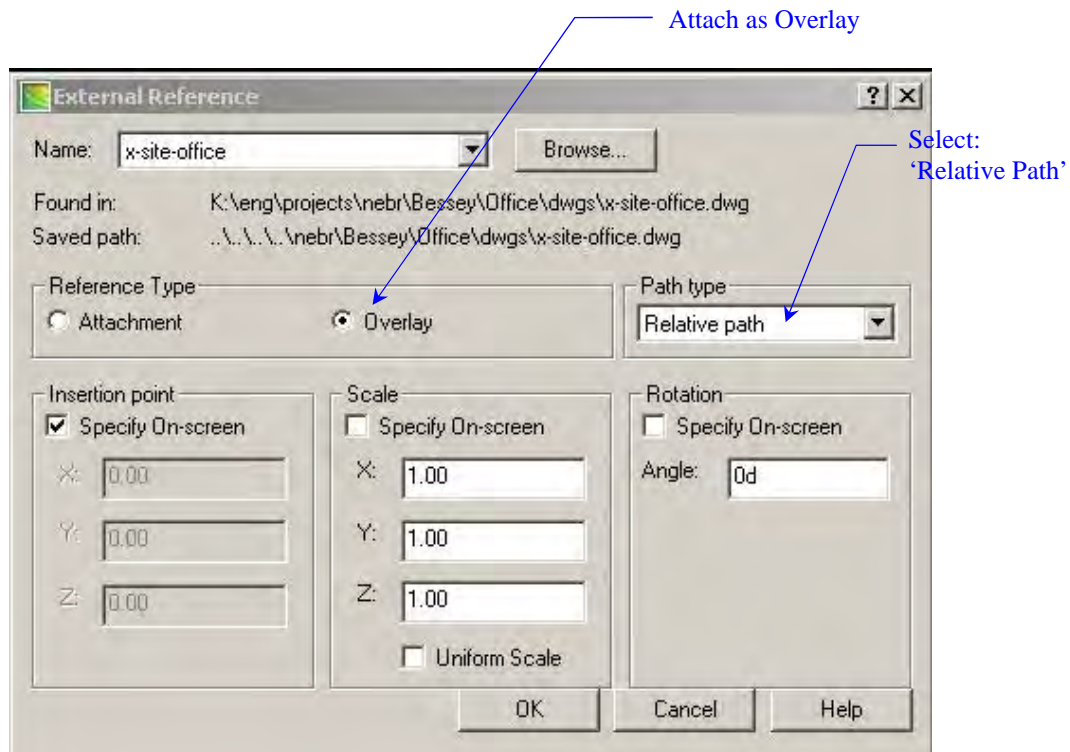 Attach as Overlay
External Reference
Name: x-site-office Browse...
Select:
‘Relative Path’
Found in: K:\eng\projects\nebr\Bessey\Office\dwgs\x-site-office.dwg
Saved path: ..\..\..\..\nebr\Bessey\Office\dwgs\x-site-office.dwg
Reference Type Path type
Attachment Overlay Relative path
Insertion point Scale Rotation
Specify On-screen Specify On-screen Specify On-screen
X: 0.00 X: 1.00 Angle: 0d
Y: 0.00 Y: 1.00
Z: 0.00 Z: 1.00
Uniform Scale
OK Cancel Help